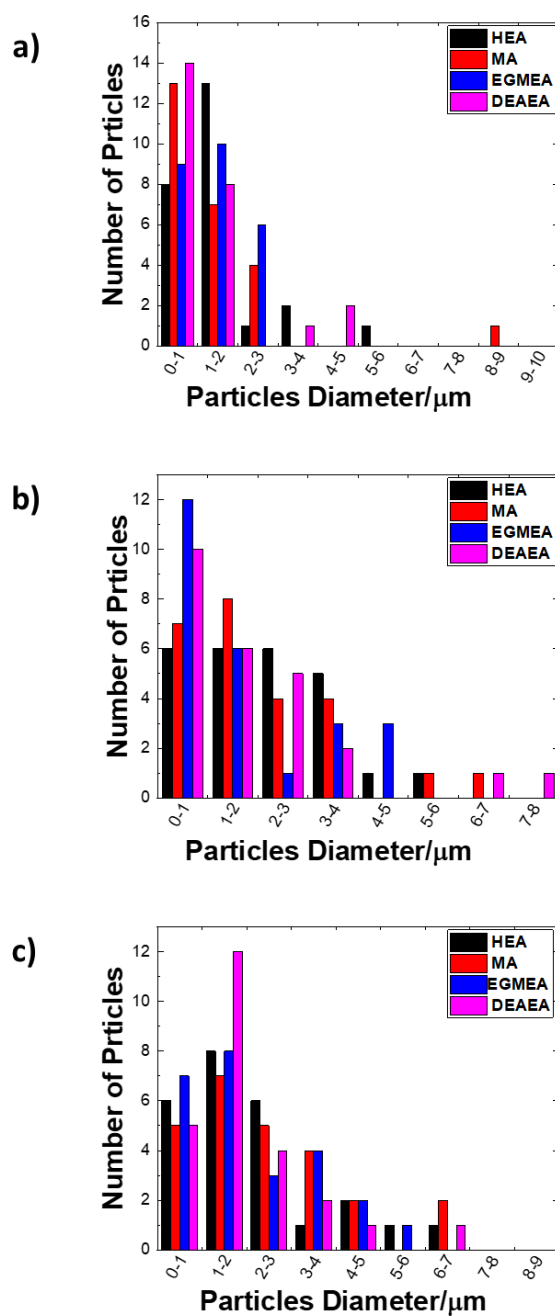 a)
HEA
MA
EGMEA
DEAEA
16
14
12
10
8
6
4
2
0
Number of Prticles
0-1 1-2 2-3 3-4 4-5 5-6 6-7 7-8 8-9 9-10
Particles Diameter/μm
b)
HEA
MA
EGMEA
DEAEA
12
10
8
6
4
2
0
Number of Prticles
0-1 1-2 2-3 3-4 4-5 5-6 6-7 7-8
Particles Diameter/μm
c)
HEA
MA
EGMEA
DEAEA
12
10
8
6
4
2
0
Number of Prticles
0-1 1-2 2-3 3-4 4-5 5-6 6-7 7-8 8-9
Particles Diameter/μm